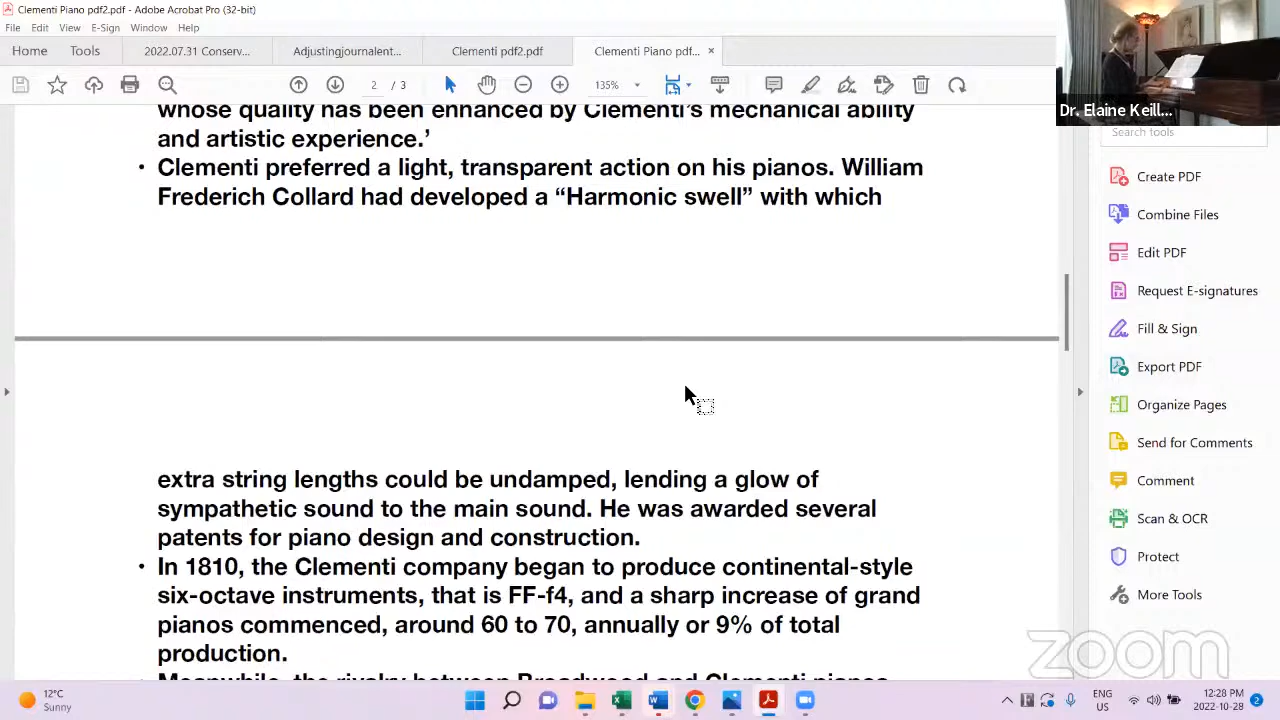 Clementi Piano pdf2.pdf - Adobe Acrobat Pro (32-bit)
File Edit View E-Sign Window Help
Home Tools 2022.07.31 Conserv... Adjustingjournalent... Clementi pdf2.pdf Clementi Piano pdf... ×
2 / 3 135%
Dr. Elaine Keill...
whose quality has been enhanced by Clementi's mechanical ability
and artistic experience.'
• Clementi preferred a light, transparent action on his pianos. William
Frederich Collard had developed a “Harmonic swell” with which
extra string lengths could be undamped, lending a glow of
sympathetic sound to the main sound. He was awarded several
patents for piano design and construction.
• In 1810, the Clementi company began to produce continental-style
six-octave instruments, that is FF-f4, and a sharp increase of grand
pianos commenced, around 60 to 70, annually or 9% of total
production.
Meanwhile, the rivalry between Broadwood and Clementi pianos
Search tools
Create PDF
Combine Files
Edit PDF
Request E-signatures
Fill & Sign
Export PDF
Organize Pages
Send for Comments
Comment
Scan & OCR
Protect
More Tools
zoom
12°C
Sunny
ENG
US
12:28 PM
2022-10-28
2